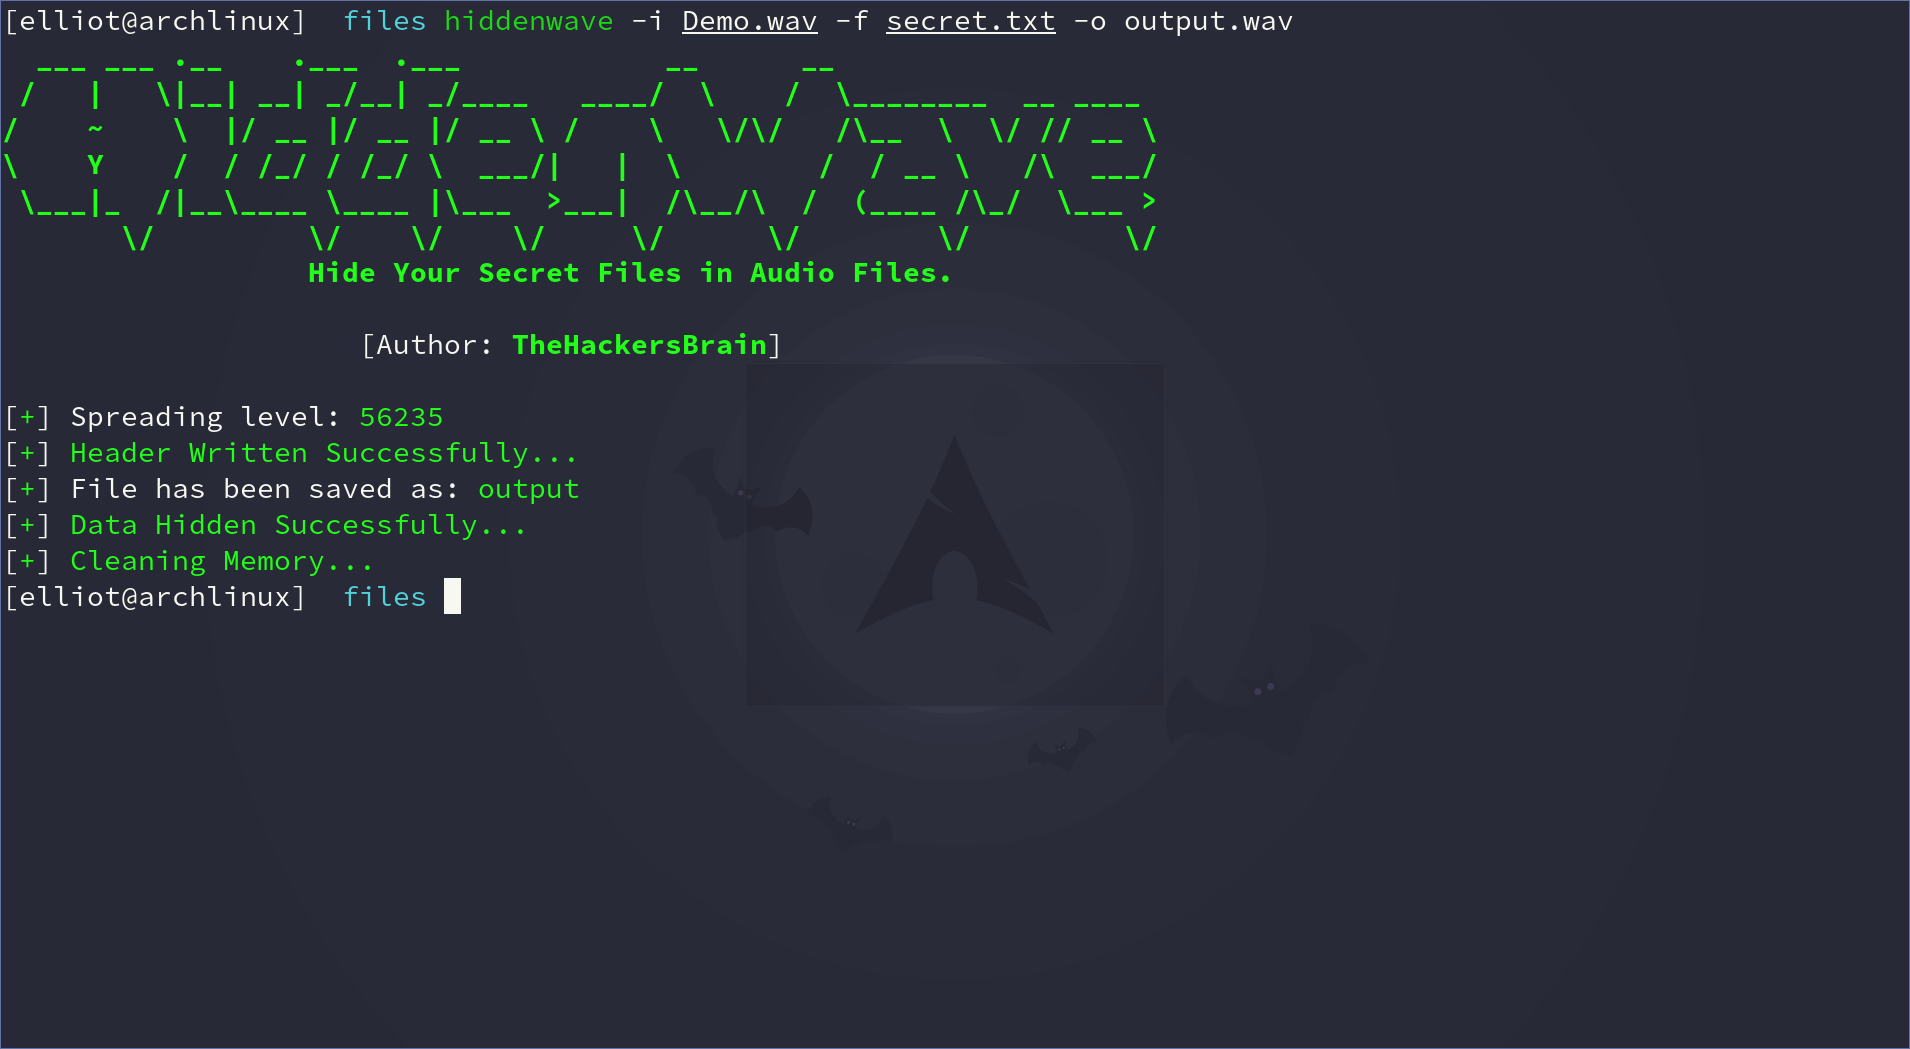 [elliot@archlinux]  files hiddenwave -i Demo.wav -f secret.txt -o output.wav
  ___ ___ .__    .___  .___            __      __
 /   |   \|__| __| _/__| _/____   ____/  \    /  \________  __ ____
/    ~    \  |/ __ |/ __ |/ __ \ /    \   \/\/   /\__  \  \/ // __ \
\    Y    /  / /_/ / /_/ \  ___/|   |  \        /  / __ \   /\  ___/
 \___|_  /|__\____ \____ |\___  >___|  /\__/\  /  (____ /\_/  \___ >
       \/          \/    \/    \/     \/      \/        \/         \/
                  Hide Your Secret Files in Audio Files.
                     [Author: TheHackersBrain]
[+] Spreading level: 56235
[+] Header Written Successfully...
[+] File has been saved as: output
[+] Data Hidden Successfully...
[+] Cleaning Memory...
[elliot@archlinux]  files